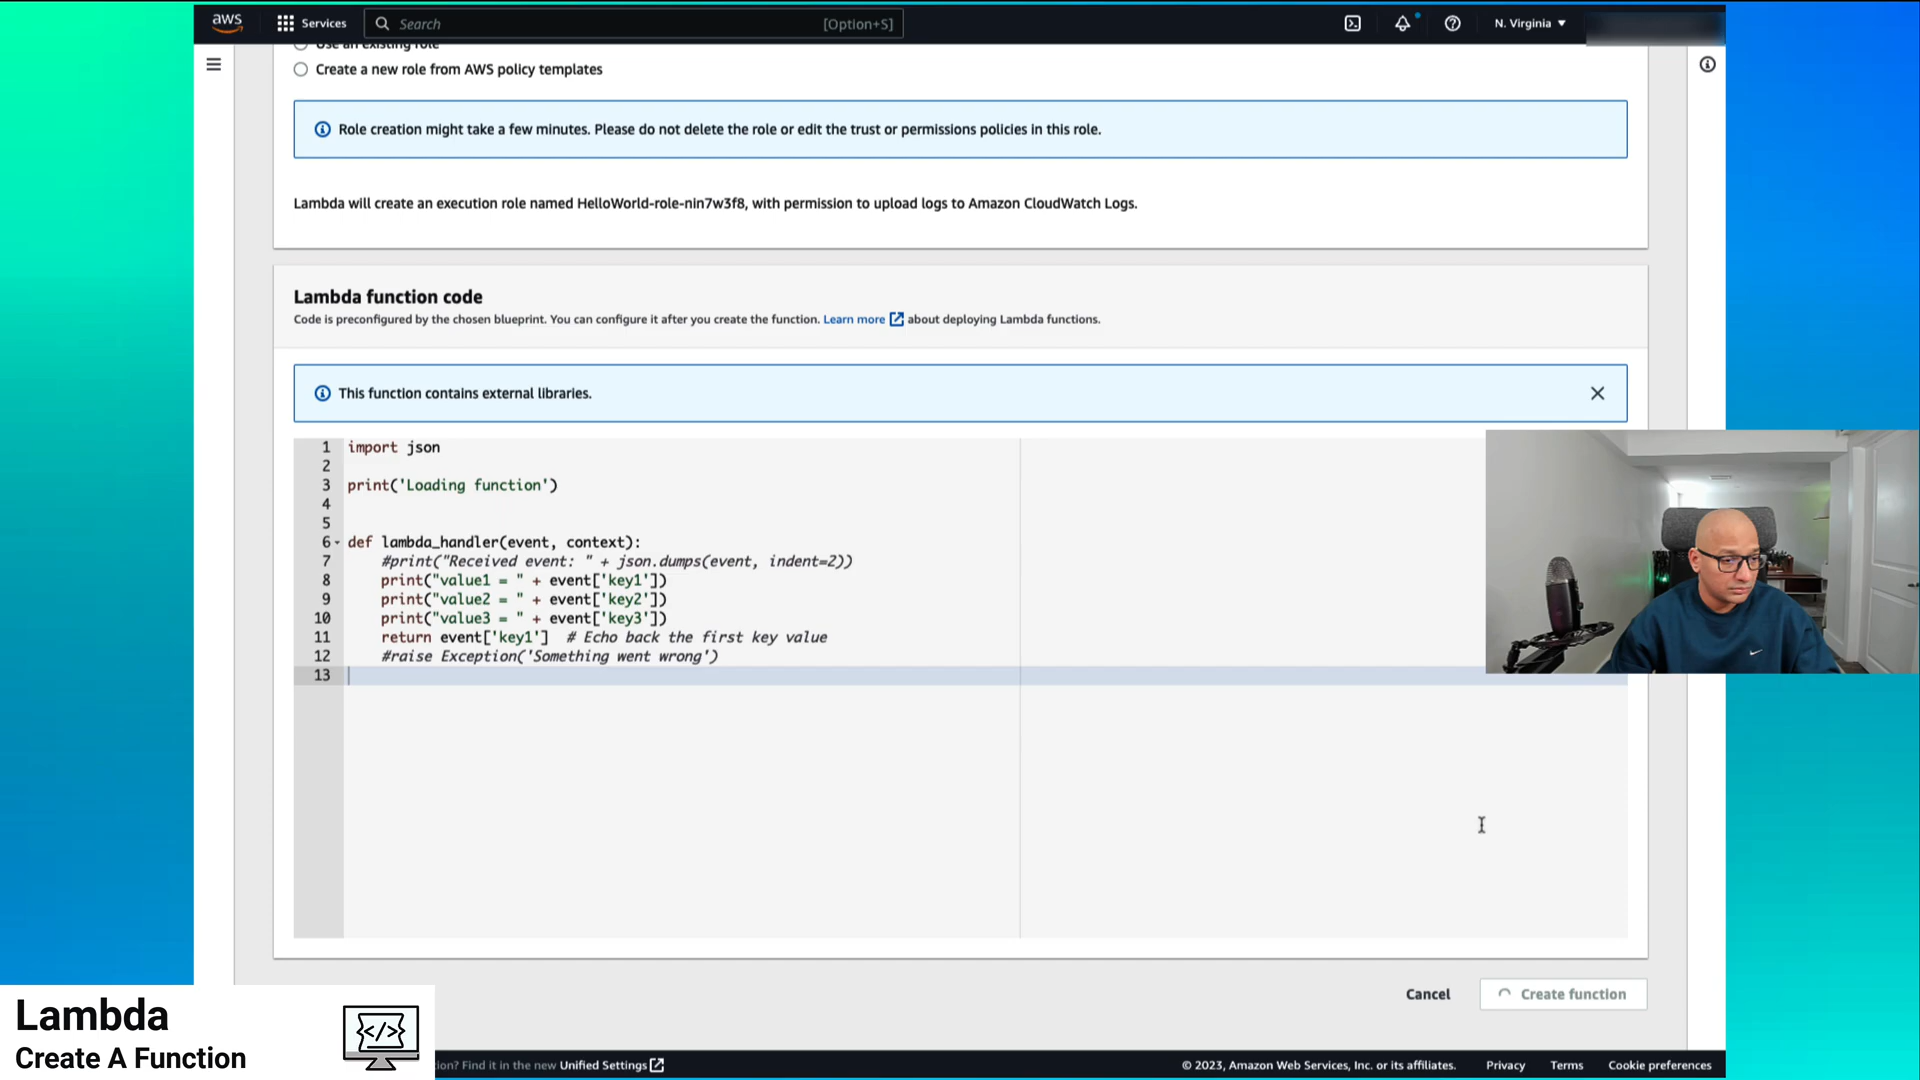 aws
Services
Search
[Option+S]
N. Virginia
Use an existing role
Create a new role from AWS policy templates
Role creation might take a few minutes. Please do not delete the role or edit the trust or permissions policies in this role.
Lambda will create an execution role named HelloWorld-role-nin7w3f8, with permission to upload logs to Amazon CloudWatch Logs.
Lambda function code
Code is preconfigured by the chosen blueprint. You can configure it after you create the function. Learn more about deploying Lambda functions.
This function contains external libraries.
1 import json
2
3 print('Loading function')
4
5
6 def lambda_handler(event, context):
7 #print("Received event: " + json.dumps(event, indent=2))
8 print("value1 = " + event['key1'])
9 print("value2 = " + event['key2'])
10 print("value3 = " + event['key3'])
11 return event['key1']  # Echo back the first key value
12 #raise Exception('Something went wrong')
13
Cancel
Create function
Lambda
Create A Function
</>
ion? Find it in the new Unified Settings
© 2023, Amazon Web Services, Inc. or its affiliates.
Privacy
Terms
Cookie preferences